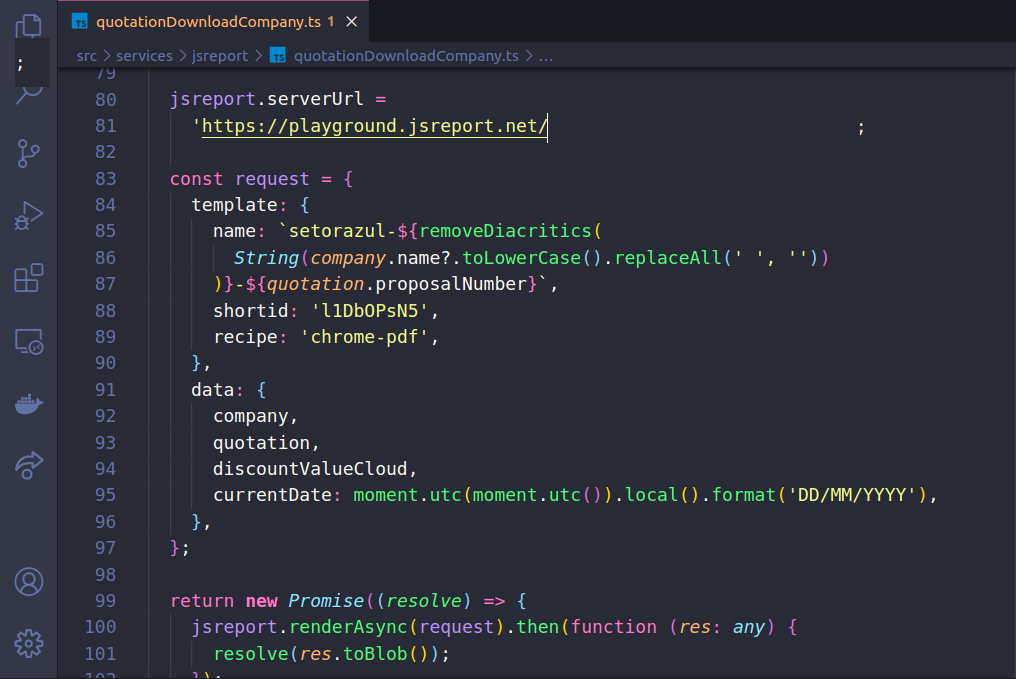 TS quotationDownloadCompany.ts 1
;
src > services > jsreport > TS quotationDownloadCompany.ts > ...
79
80 jsreport.serverUrl =
81 'https://playground.jsreport.net/ ;
82
83 const request = {
84 template: {
85 name: `setorazul-${removeDiacritics(
86 String(company.name?.toLowerCase().replaceAll(' ', ''))
87 )}-${quotation.proposalNumber}`,
88 shortid: 'l1DbOPsN5',
89 recipe: 'chrome-pdf',
90 },
91 data: {
92 company,
93 quotation,
94 discountValueCloud,
95 currentDate: moment.utc(moment.utc()).local().format('DD/MM/YYYY'),
96 },
97 };
98
99 return new Promise((resolve) => {
100 jsreport.renderAsync(request).then(function (res: any) {
101 resolve(res.toBlob());
102 });